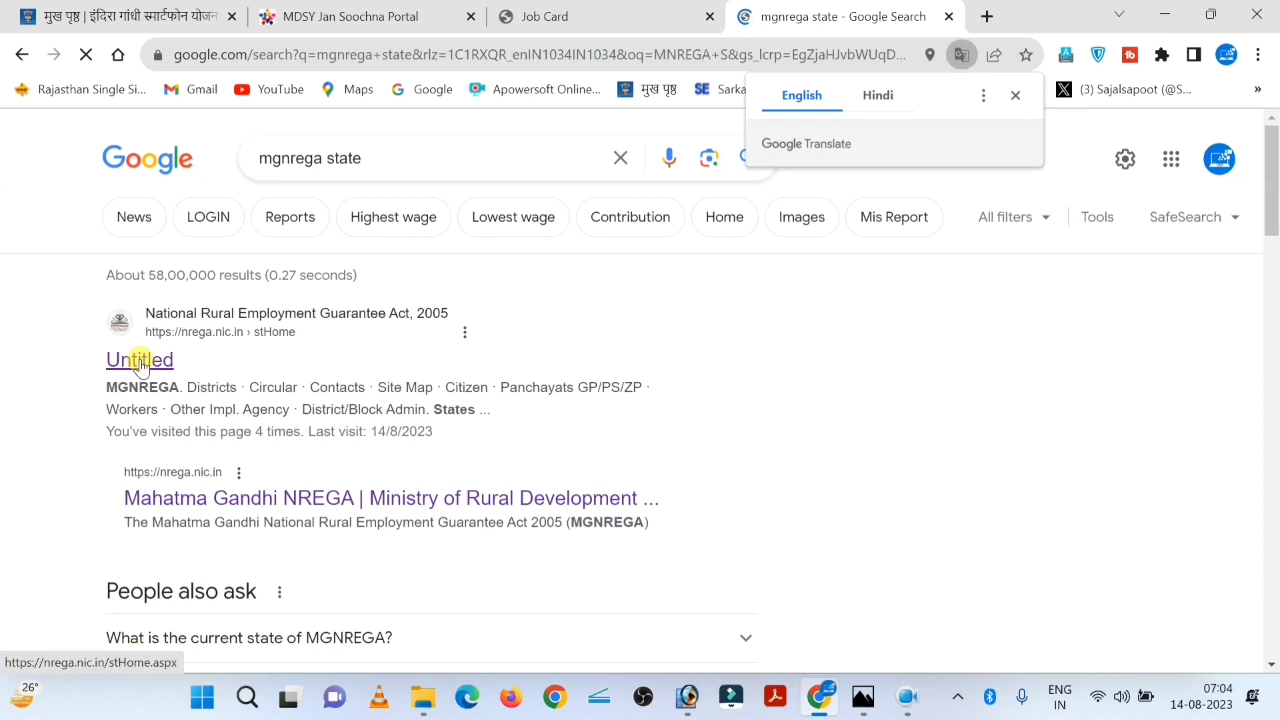 मुख पृष्ठ | इंदिरा गांधी स्मार्टफोन योजन
MDSY Jan Soochna Portal
Job Card
mgnrega state - Google Search
google.com/search?q=mgnrega+state&rlz=1C1RXQR_enIN1034IN1034&oq=MNREGA+S&gs_lcrp=EgZjaHJvbWUqD...
Rajasthan Single Si...
Gmail
YouTube
Maps
Google
Apowersoft Online...
मुख पृष्ठ
Sarka
(3) Sajalsapoot (@S...
»
English
Hindi
Google Translate
Google
mgnrega state
News
LOGIN
Reports
Highest wage
Lowest wage
Contribution
Home
Images
Mis Report
All filters
Tools
SafeSearch
About 58,00,000 results (0.27 seconds)
National Rural Employment Guarantee Act, 2005
https://nrega.nic.in › stHome
Untitled
MGNREGA. Districts · Circular · Contacts · Site Map · Citizen · Panchayats GP/PS/ZP ·
Workers · Other Impl. Agency · District/Block Admin. States ...
You've visited this page 4 times. Last visit: 14/8/2023
https://nrega.nic.in
Mahatma Gandhi NREGA | Ministry of Rural Development ...
The Mahatma Gandhi National Rural Employment Guarantee Act 2005 (MGNREGA)
People also ask
What is the current state of MGNREGA?
https://nrega.nic.in/stHome.aspx
26°
ENG
IN
07:04
14-08-2023